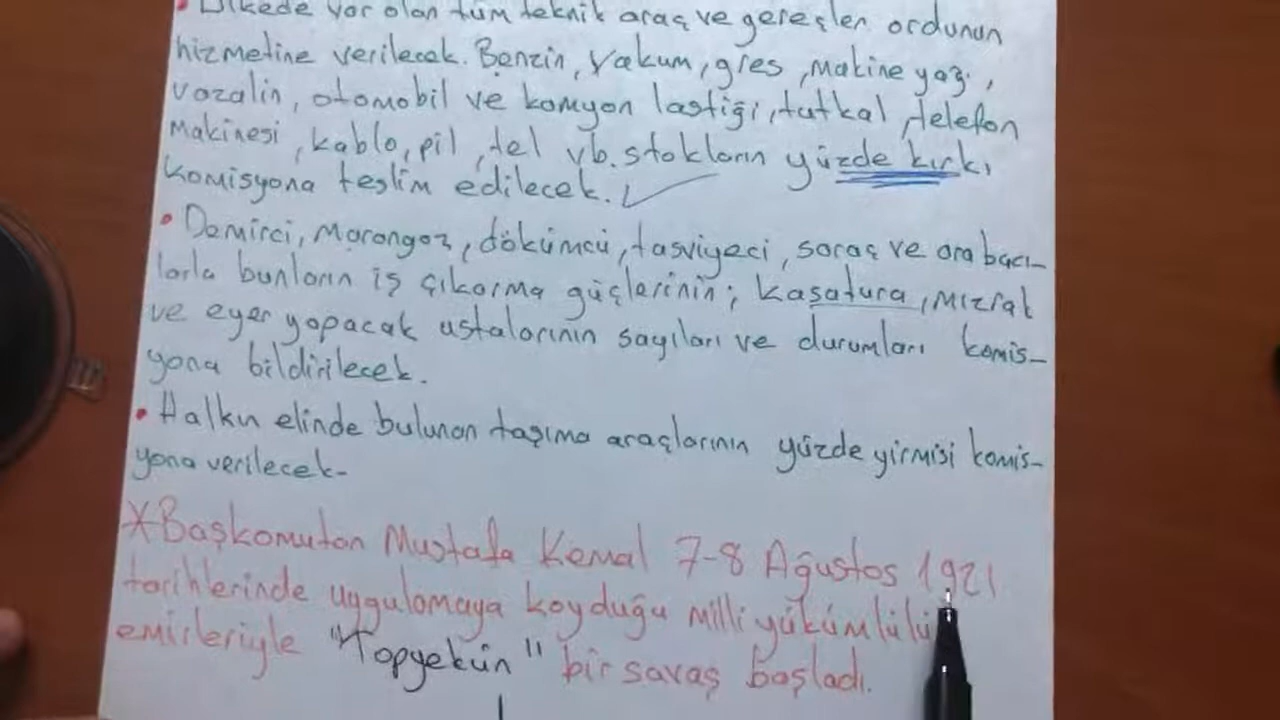 • Ülkede var olan tüm teknik araç ve gereçler ordunun
hizmetine verilecek. Benzin, vakum, gres, makine yağı,
vazalin, otomobil ve kamyon lastiği, tutkal, telefon
makinesi, kablo, pil, tel vb. stokların yüzde kırkı
komisyona teslim edilecek.
• Demirci, marangoz, dökümcü, tasviyeci, saraç ve arabacı-
larla bunların iş çıkarma güçlerinin; kasatura, mızrak
ve eyer yapacak ustalarının sayıları ve durumları komis-
yona bildirilecek.
• Halkın elinde bulunan taşıma araçlarının yüzde yirmisi komis-
yona verilecek.
*Başkomutan Mustafa Kemal 7-8 Ağustos 1921
tarihlerinde uygulamaya koyduğu milli yükümlülü
emirleriyle "Topyekün" bir savaş başladı.